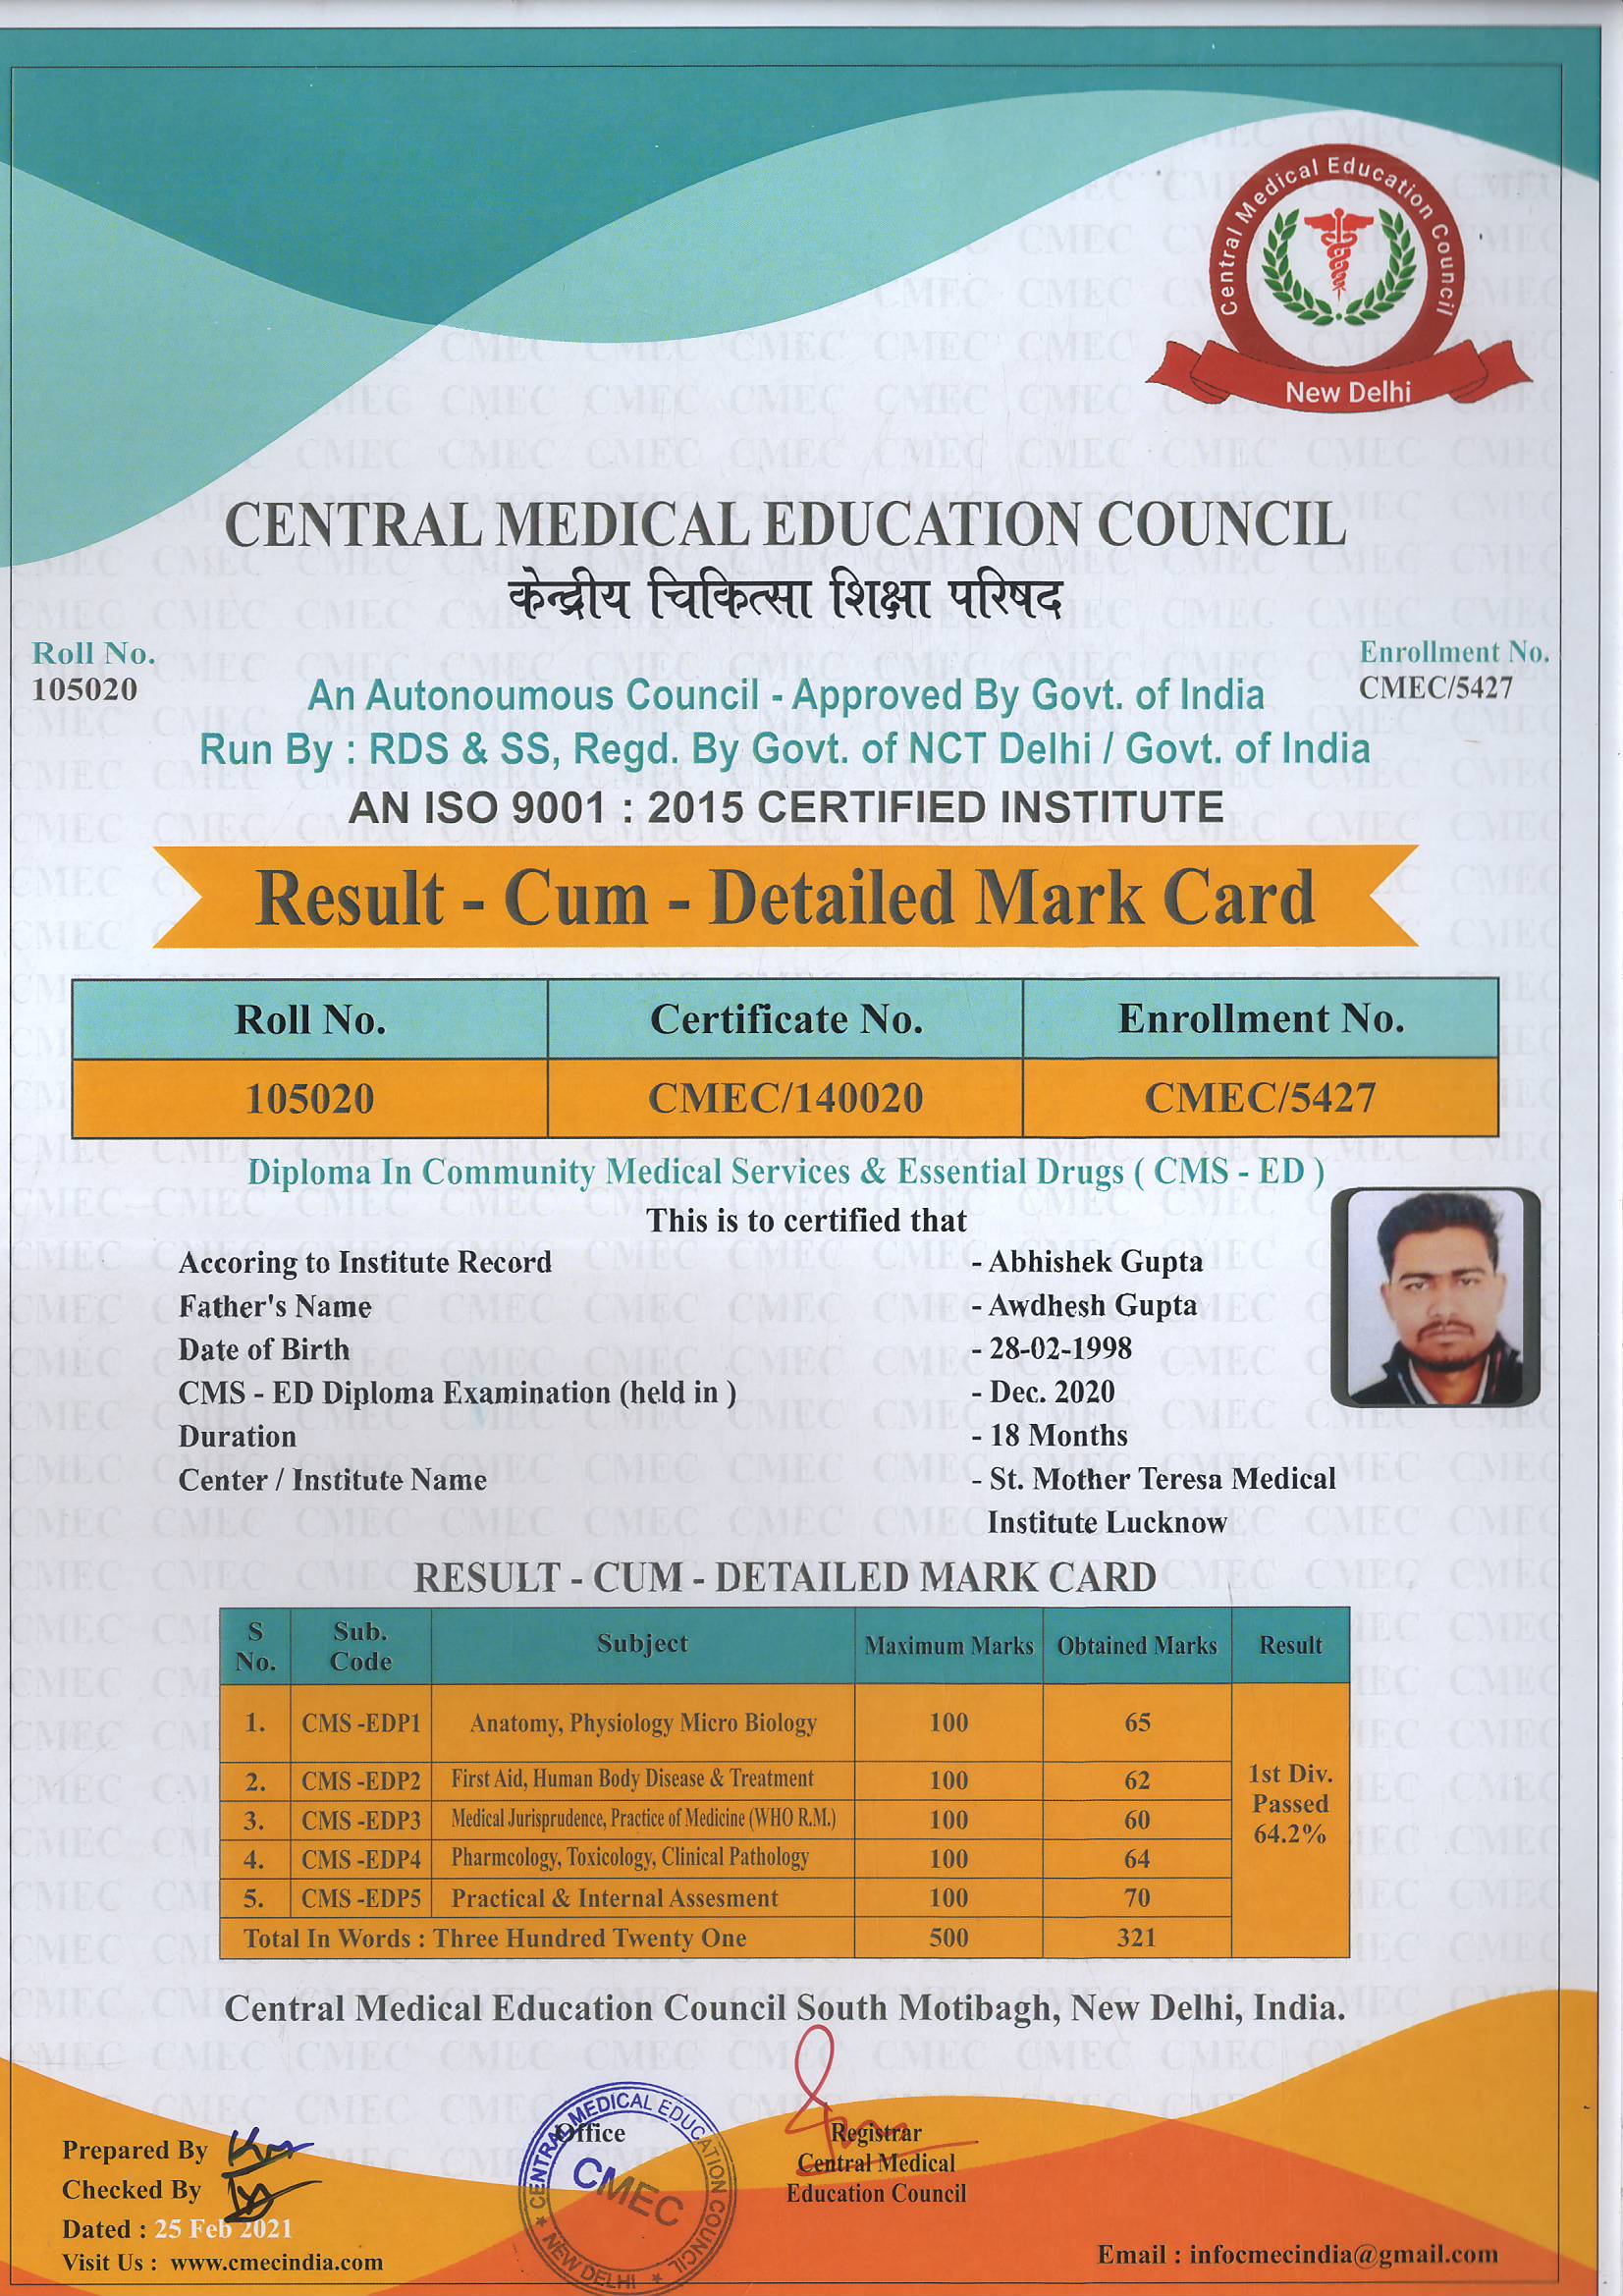 Central Medical Education Council
New Delhi
CENTRAL MEDICAL EDUCATION COUNCIL
केन्द्रीय चिकित्सा शिक्षा परिषद
Roll No.
105020
Enrollment No.
CMEC/5427
An Autonoumous Council - Approved By Govt. of India
Run By : RDS & SS, Regd. By Govt. of NCT Delhi / Govt. of India
AN ISO 9001 : 2015 CERTIFIED INSTITUTE
Result - Cum - Detailed Mark Card
Roll No. Certificate No. Enrollment No.
105020 CMEC/140020 CMEC/5427
Diploma In Community Medical Services & Essential Drugs ( CMS - ED )
This is to certified that
Accoring to Institute Record - Abhishek Gupta
Father's Name - Awdhesh Gupta
Date of Birth - 28-02-1998
CMS - ED Diploma Examination (held in ) - Dec. 2020
Duration - 18 Months
Center / Institute Name - St. Mother Teresa Medical
Institute Lucknow
RESULT - CUM - DETAILED MARK CARD
S No. Sub. Code Subject Maximum Marks Obtained Marks Result
1. CMS -EDP1 Anatomy, Physiology Micro Biology 100 65
2. CMS -EDP2 First Aid, Human Body Disease & Treatment 100 62
3. CMS -EDP3 Medical Jurisprudence, Practice of Medicine (WHO R.M.) 100 60
4. CMS -EDP4 Pharmcology, Toxicology, Clinical Pathology 100 64
5. CMS -EDP5 Practical & Internal Assesment 100 70
1st Div.
Passed
64.2%
Total In Words : Three Hundred Twenty One 500 321
Central Medical Education Council South Motibagh, New Delhi, India.
Prepared By
Checked By
Dated : 25 Feb 2021
Visit Us : www.cmecindia.com
Office
CENTRAL MEDICAL EDUCATION COUNCIL
CMEC
★ NEW DELHI ★
Registrar
Central Medical
Education Council
Email : infocmecindia@gmail.com